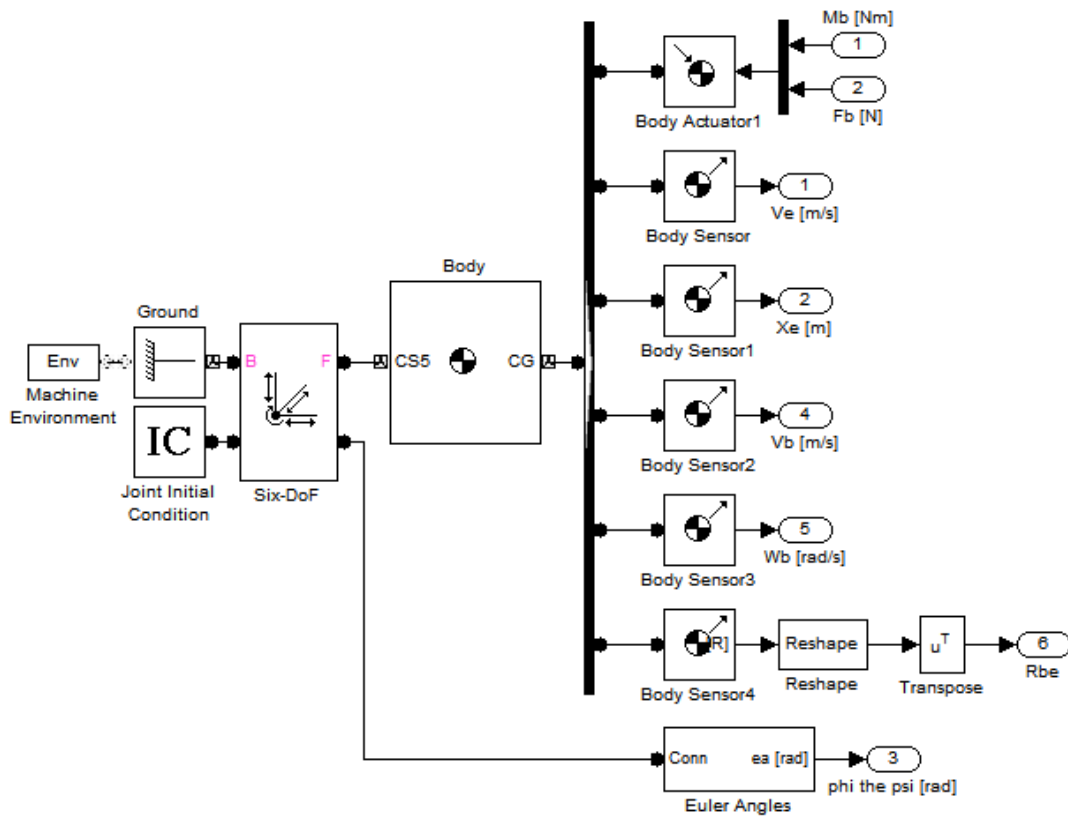 Mb [Nm]
1
2
Fb [N]
Body Actuator1
1
Ve [m/s]
Body Sensor
Body
Ground
2
Xe [m]
Body Sensor1
Env
B
F
CS5
CG
Machine
Environment
IC
4
Vb [m/s]
Body Sensor2
Joint Initial
Condition
Six-DoF
5
Wb [rad/s]
Body Sensor3
[R]
Reshape
uT
6
Rbe
Body Sensor4
Reshape
Transpose
Conn
ea [rad]
3
phi the psi [rad]
Euler Angles